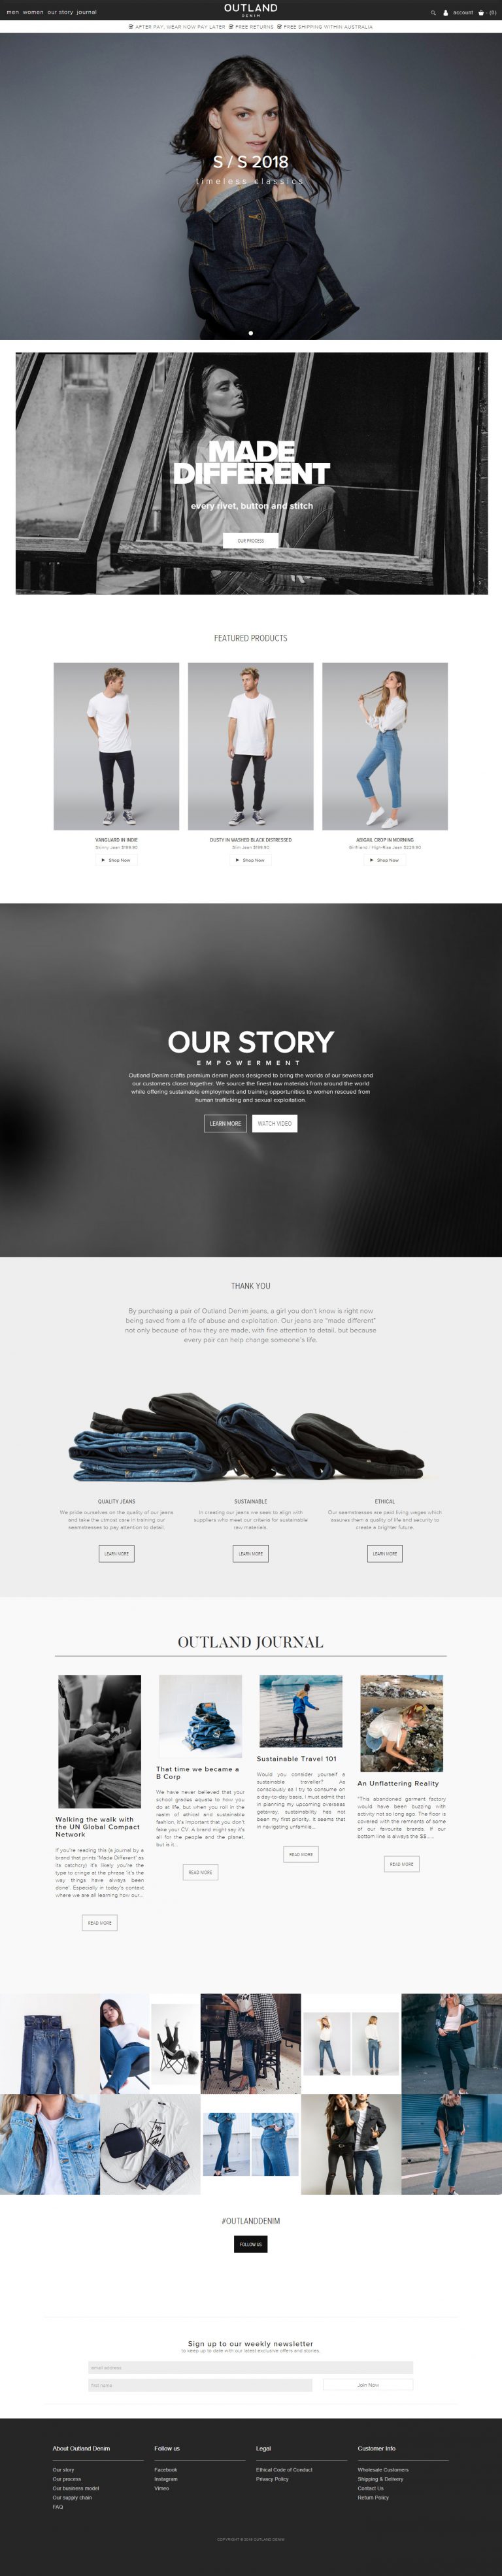 men women our story journal
OUTLAND
DENIM
account
(0)
AFTER PAY, WEAR NOW PAY LATER FREE RETURNS FREE SHIPPING WITHIN AUSTRALIA
S / S 2018
timeless classics
MADE
DIFFERENT
every rivet, button and stitch
OUR PROCESS
FEATURED PRODUCTS
VANGUARD IN INDIE
Skinny Jean $199.90
Shop Now
DUSTY IN WASHED BLACK DISTRESSED
Slim Jean $199.90
Shop Now
ABIGAIL CROP IN MORNING
Girlfriend - High-Rise Jean $229.90
Shop Now
OUR STORY
EMPOWERMENT
Outland Denim crafts premium denim jeans designed to bring the worlds of our sewers and
our customers closer together. We source the finest raw materials from around the world
while offering sustainable employment and training opportunities to women rescued from
human trafficking and sexual exploitation.
LEARN MORE
WATCH VIDEO
THANK YOU
By purchasing a pair of Outland Denim jeans, a girl you don't know is right now
being saved from a life of abuse and exploitation. Our jeans are "made different"
not only because of how they are made, with fine attention to detail, but because
every pair can help change someone's life.
QUALITY JEANS
We pride ourselves on the quality of our jeans
and take the utmost care in training our
seamstresses to pay attention to detail.
LEARN MORE
SUSTAINABLE
In creating our jeans we seek to align with
suppliers who meet our criteria for sustainable
raw materials.
LEARN MORE
ETHICAL
Our seamstresses are paid living wages which
assures them a quality of life and security to
create a brighter future.
LEARN MORE
OUTLAND JOURNAL
Walking the walk with
the UN Global Compact
Network
If you're reading this (a journal by a
brand that prints 'Made Different' as
its catchcry) it's likely you're the
type to cringe at the phrase 'it's the
way things have always been
done'. Especially in today's context
where we are all learning how our...
READ MORE
That time we became a
B Corp
We have never believed that your
school grades equate to how you
do at life, but when you roll in the
realm of ethical and sustainable
fashion, it's important that you don't
fake your CV. A brand might say it's
all for the people and the planet,
but is it...
READ MORE
Sustainable Travel 101
Would you consider yourself a
sustainable traveller? As
consciously as I try to consume on
a day-to-day basis, I must admit that
in planning my upcoming overseas
getaway, sustainability has not
been my first priority. It seems that
in navigating unfamilia...
READ MORE
An Unflattering Reality
"This abandoned garment factory
would have been buzzing with
activity not so long ago. The floor is
covered with the remnants of some
of our favourite brands. If our
bottom line is always the $$......
READ MORE
#OUTLANDDENIM
FOLLOW US
Sign up to our weekly newsletter
to keep up to date with our latest exclusive offers and stories.
email address
first name
Join Now
About Outland Denim
Our story
Our process
Our business model
Our supply chain
FAQ
Follow us
Facebook
Instagram
Vimeo
Legal
Ethical Code of Conduct
Privacy Policy
Customer Info
Wholesale Customers
Shipping & Delivery
Contact Us
Return Policy